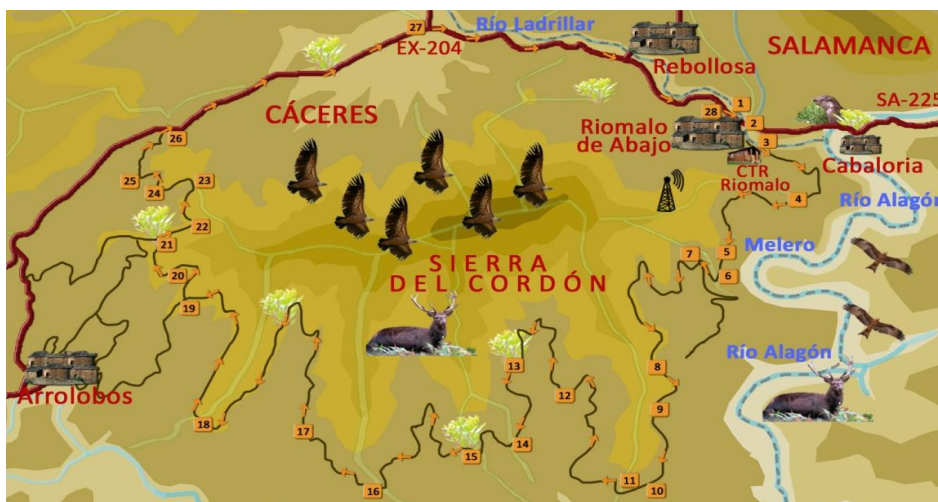 27
Río Ladrillar
EX-204
SALAMANCA
Rebollosa
SA-225
CÁCERES
28
1
2
Riomalo
de Abajo
3
CTR
Riomalo
Cabaloria
26
25
24
23
22
4
Río Alagón
21
20
19
SIERRA
DEL CORDÓN
7
5
6
Melero
Río Alagón
Arrolobos
18
17
16
15
14
13
12
11
10
9
8